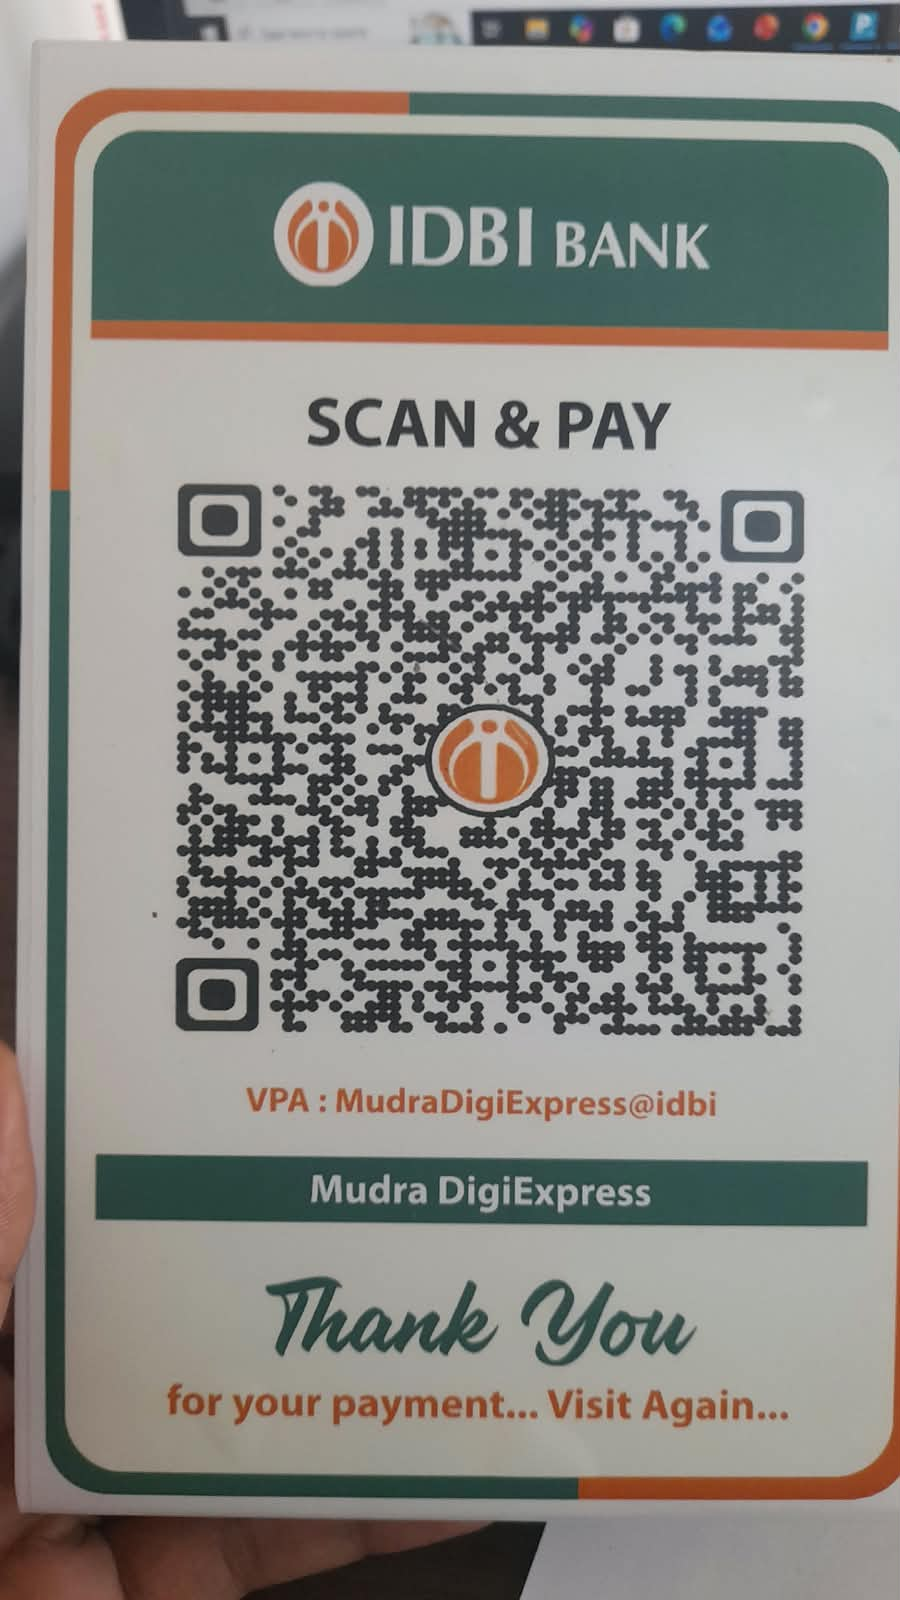 IDBI BANK
SCAN & PAY
VPA : MudraDigiExpress@idbi
Mudra DigiExpress
Thank You
for your payment... Visit Again...